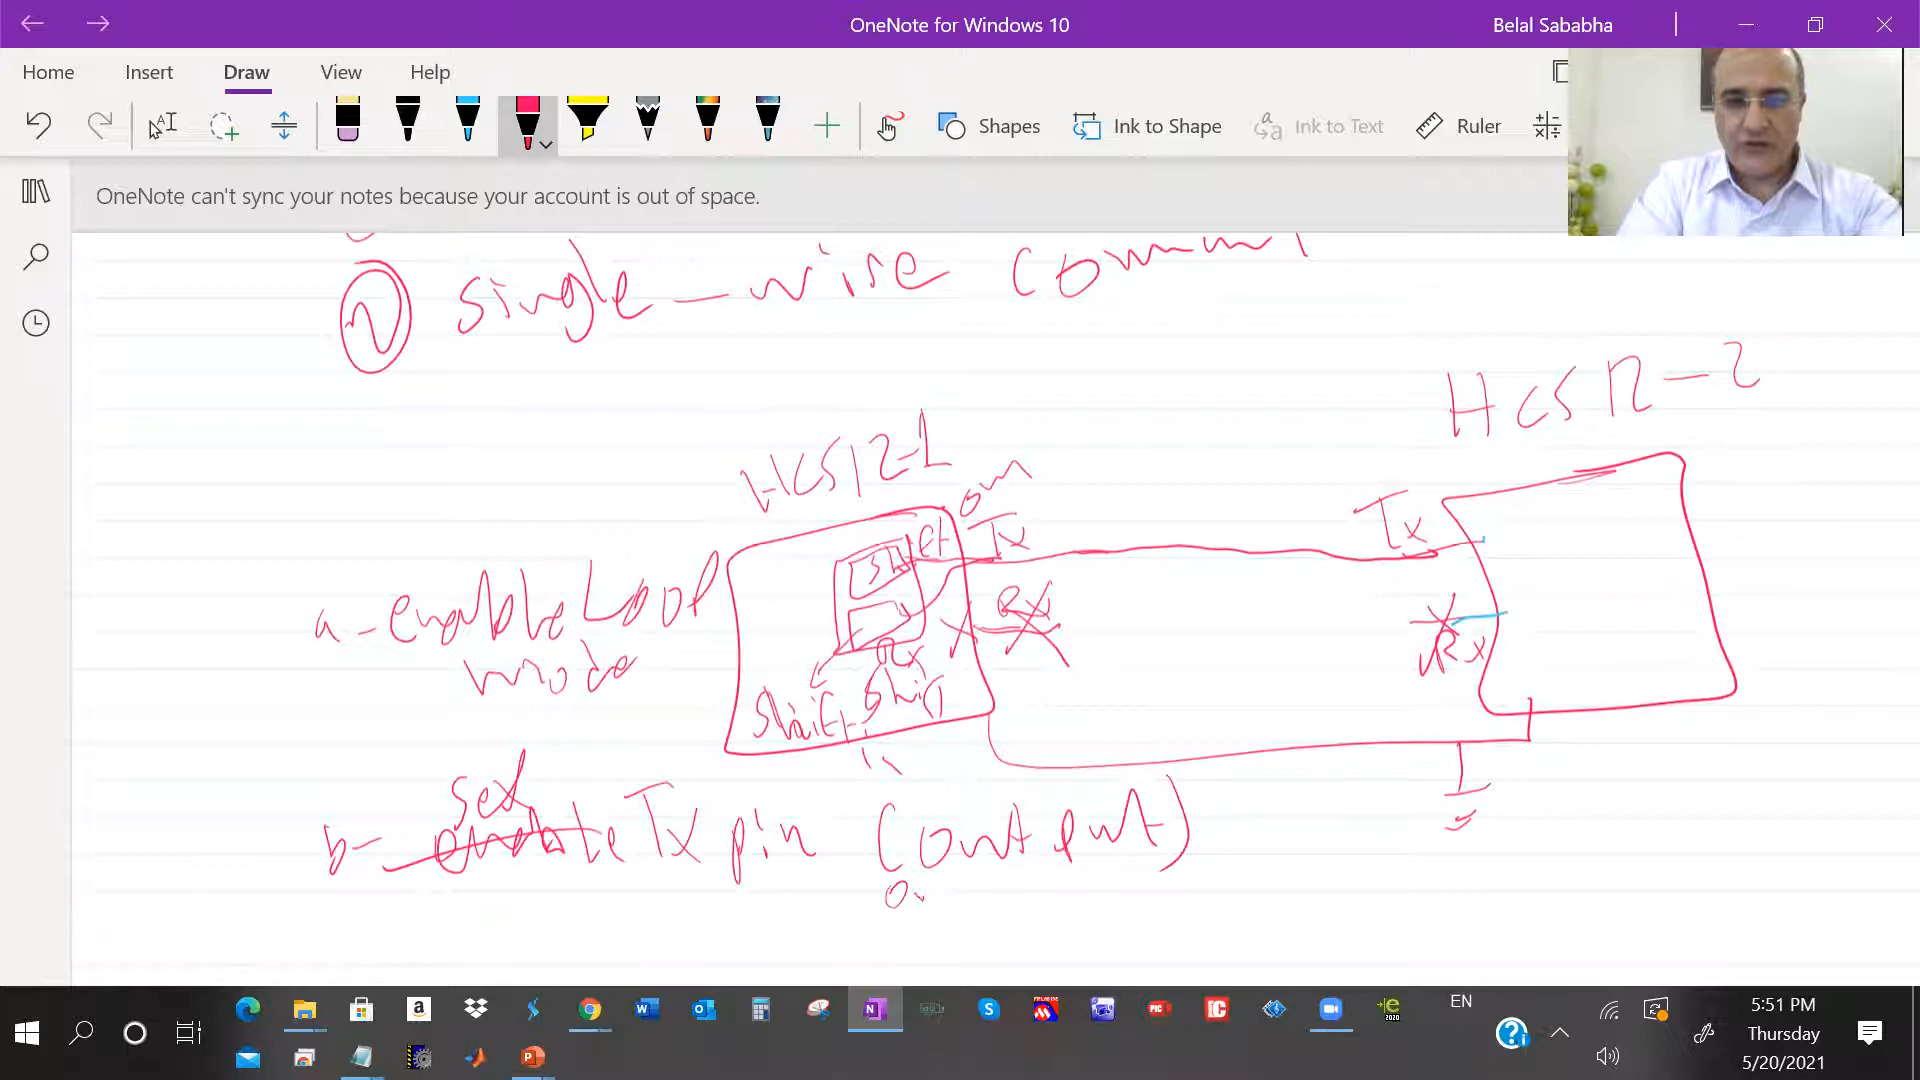 OneNote for Windows 10
Belal Sababha
Home Insert Draw View Help
Shapes Ink to Shape Ink to Text Ruler
OneNote can't sync your notes because your account is out of space.
2 single-wire commu
HCS12-2
HCS12-1
Tx Tx
Rx Rx
a- enable Loop
mode
Shift Shift
set
b- enable Tx pin (output)
EN
5:51 PM
Thursday
5/20/2021